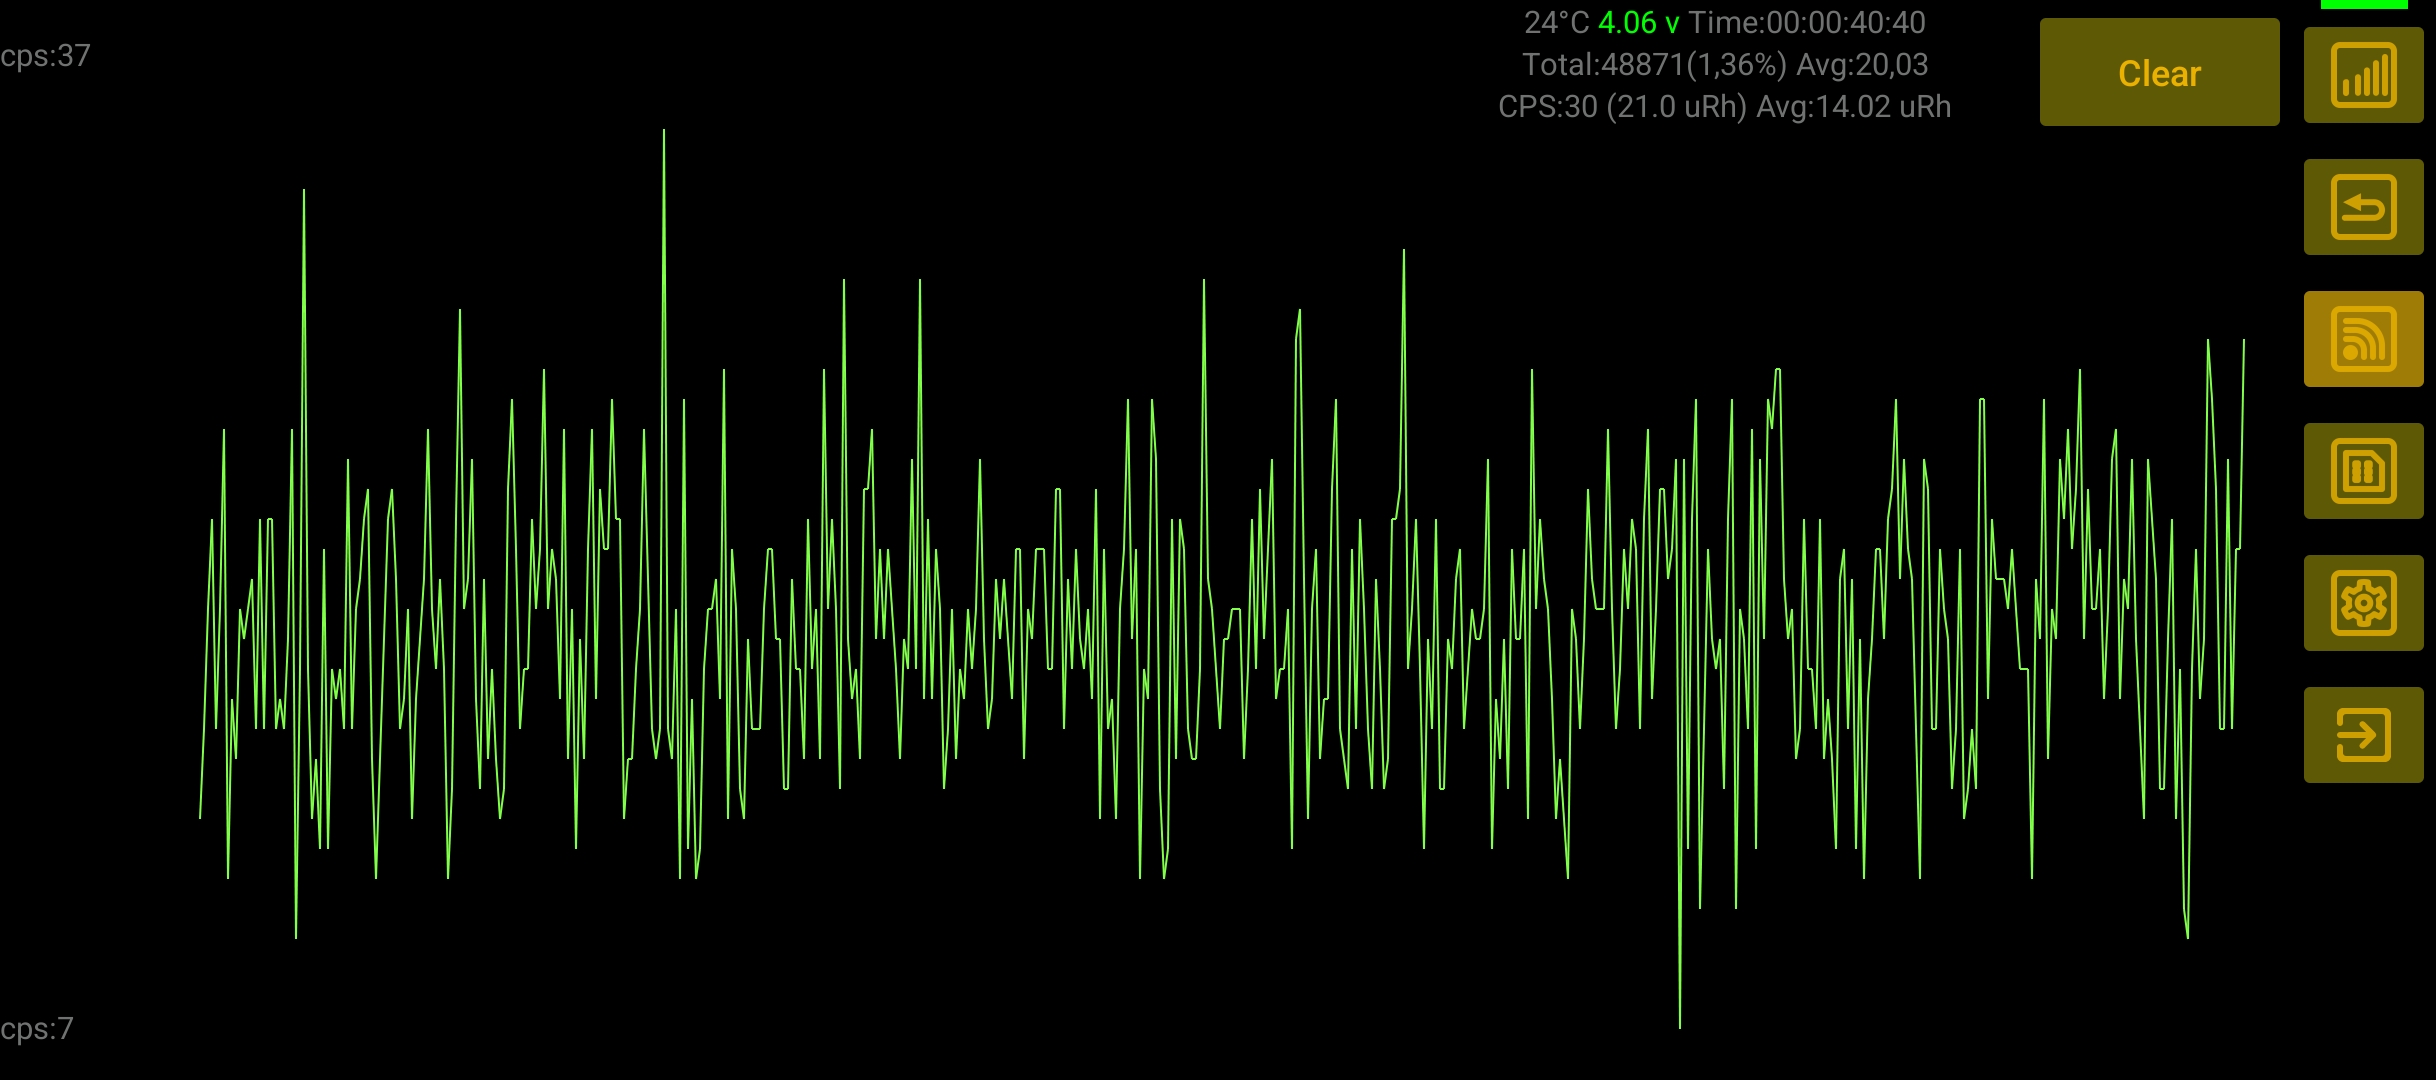 24°C 4.06 v Time:00:00:40:40
cps:37
Total:48871(1,36%) Avg:20,03
Clear
CPS:30 (21.0 uRh) Avg:14.02 uRh
cps:7